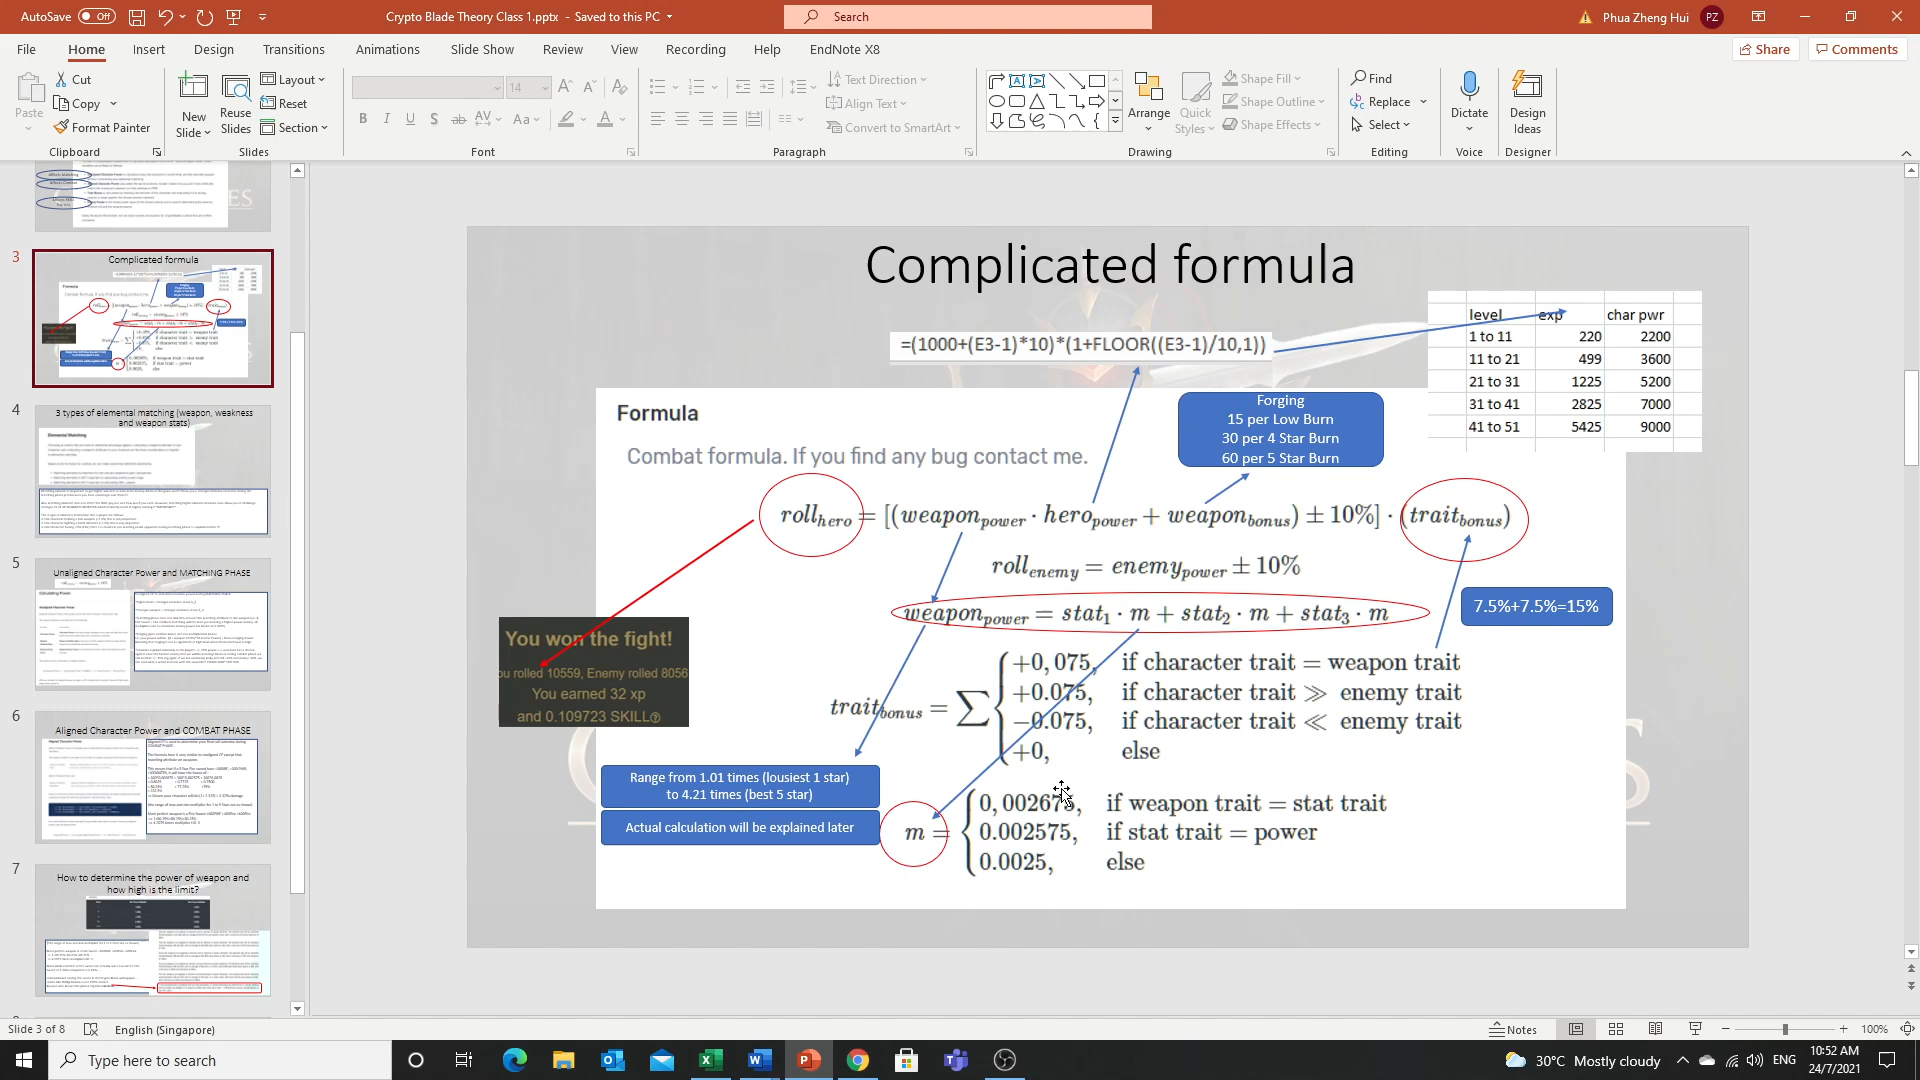 AutoSave Off
Crypto Blade Theory Class 1.pptx - Saved to this PC
Search
Phua Zheng Hui PZ
File Home Insert Design Transitions Animations Slide Show Review View Recording Help EndNote X8
Share Comments
Paste
Cut
Copy
Format Painter
Clipboard
New Slide
Reuse Slides
Layout
Reset
Section
Slides
14
B I U S ab AV Aa A
Font
Text Direction
Align Text
Convert to SmartArt
Paragraph
Arrange
Quick Styles
Shape Fill
Shape Outline
Shape Effects
Drawing
Find
Replace
Select
Editing
Dictate
Voice
Design Ideas
Designer
3
Complicated formula
4
3 types of elemental matching (weapon, weakness and weapon stats)
5
Unaligned Character Power and MATCHING PHASE
6
Aligned Character Power and COMBAT PHASE
7
How to determine the power of weapon and how high is the limit?
Complicated formula
=(1000+(E3-1)*10)*(1+FLOOR((E3-1)/10,1))
level exp char pwr
1 to 11 220 2200
11 to 21 499 3600
21 to 31 1225 5200
31 to 41 2825 7000
41 to 51 5425 9000
Formula
Combat formula. If you find any bug contact me.
Forging
15 per Low Burn
30 per 4 Star Burn
60 per 5 Star Burn
roll_hero = [(weapon_power · hero_power + weapon_bonus) ± 10%] · (trait_bonus)
roll_enemy = enemy_power ± 10%
weapon_power = stat₁ · m + stat₂ · m + stat₃ · m
7.5%+7.5%=15%
You won the fight!
ou rolled 10559, Enemy rolled 8056
You earned 32 xp
and 0.109723 SKILL
trait_bonus = ∑ {
+0,075, if character trait = weapon trait
+0.075, if character trait ≫ enemy trait
−0.075, if character trait ≪ enemy trait
+0, else
Range from 1.01 times (lousiest 1 star)
to 4.21 times (best 5 star)
Actual calculation will be explained later
m = {
0,002675, if weapon trait = stat trait
0.002575, if stat trait = power
0.0025, else
Slide 3 of 8 English (Singapore)
Notes
100%
Type here to search
30°C Mostly cloudy
ENG
10:52 AM
24/7/2021